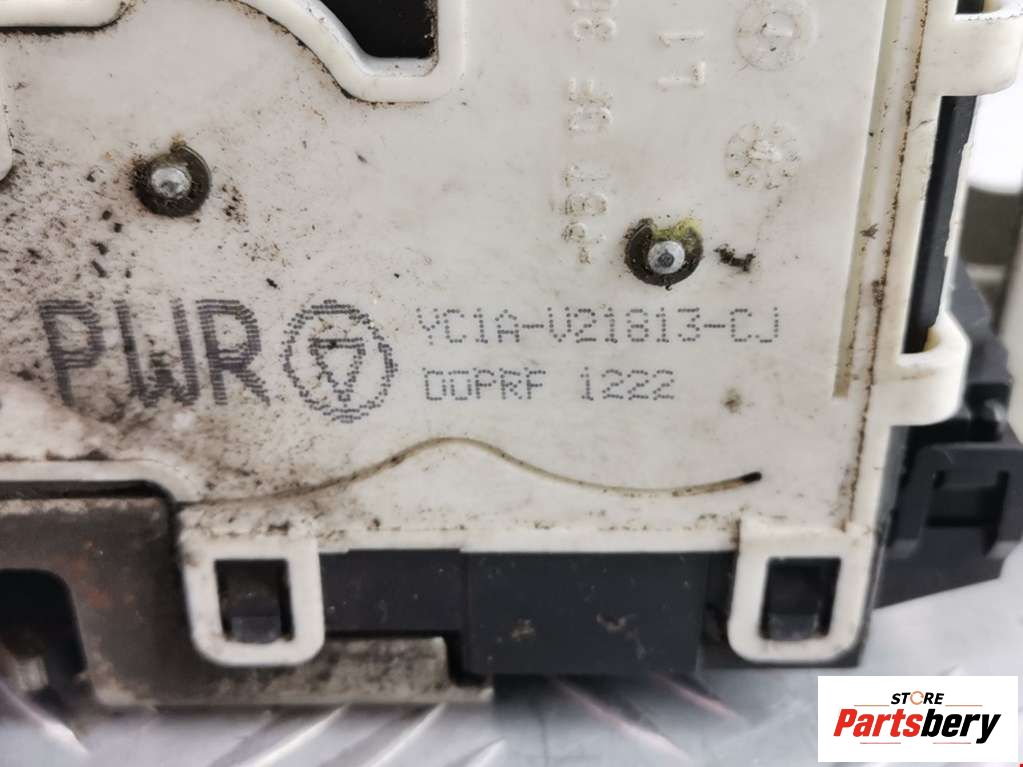 PWR
YC1A-V21813-CJ
DDPRF 1222
STORE
Partsbery